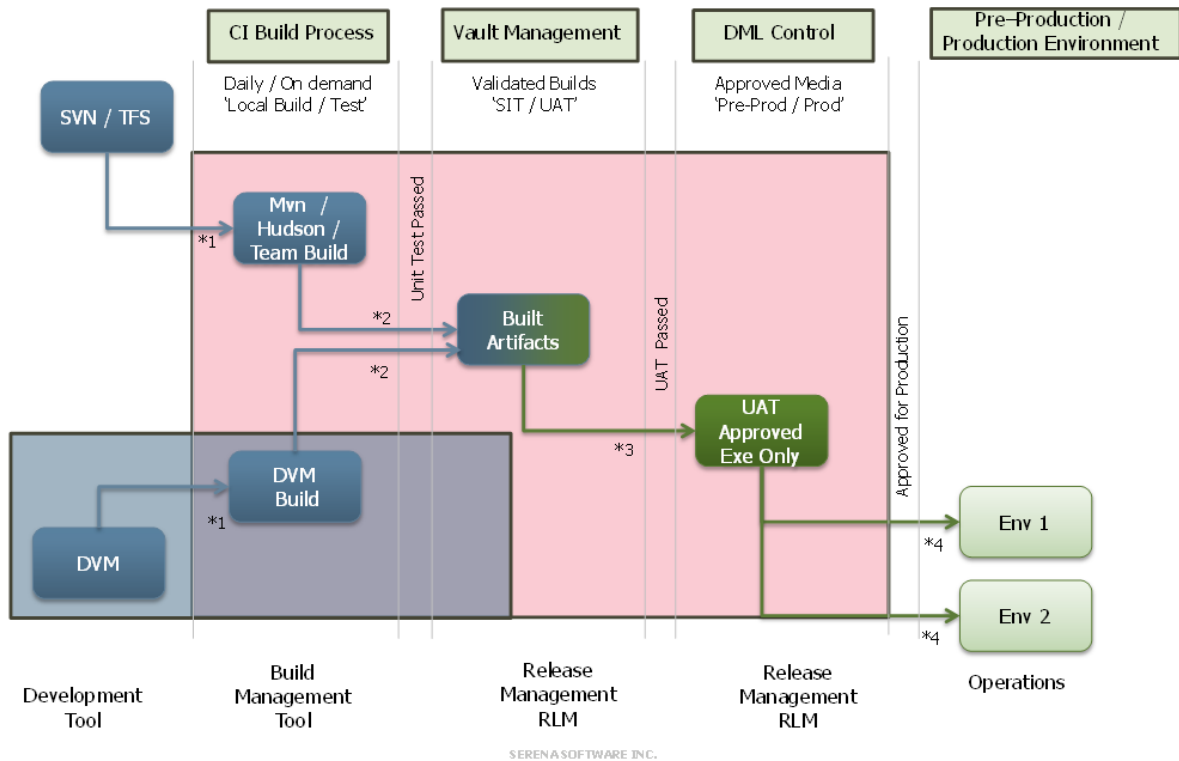 CI Build Process
Vault Management
DML Control
Pre-Production /
Production Environment
Daily / On demand
'Local Build / Test'
Validated Builds
'SIT / UAT'
Approved Media
'Pre-Prod / Prod'
SVN / TFS
*1
Mvn /
Hudson /
Team Build
Unit Test Passed
*2
*2
Built
Artifacts
UAT Passed
*3
UAT
Approved
Exe Only
Approved for Production
DVM
*1
DVM
Build
*4
Env 1
*4
Env 2
Development
Tool
Build
Management
Tool
Release
Management
RLM
Release
Management
RLM
Operations
SERENA SOFTWARE INC.